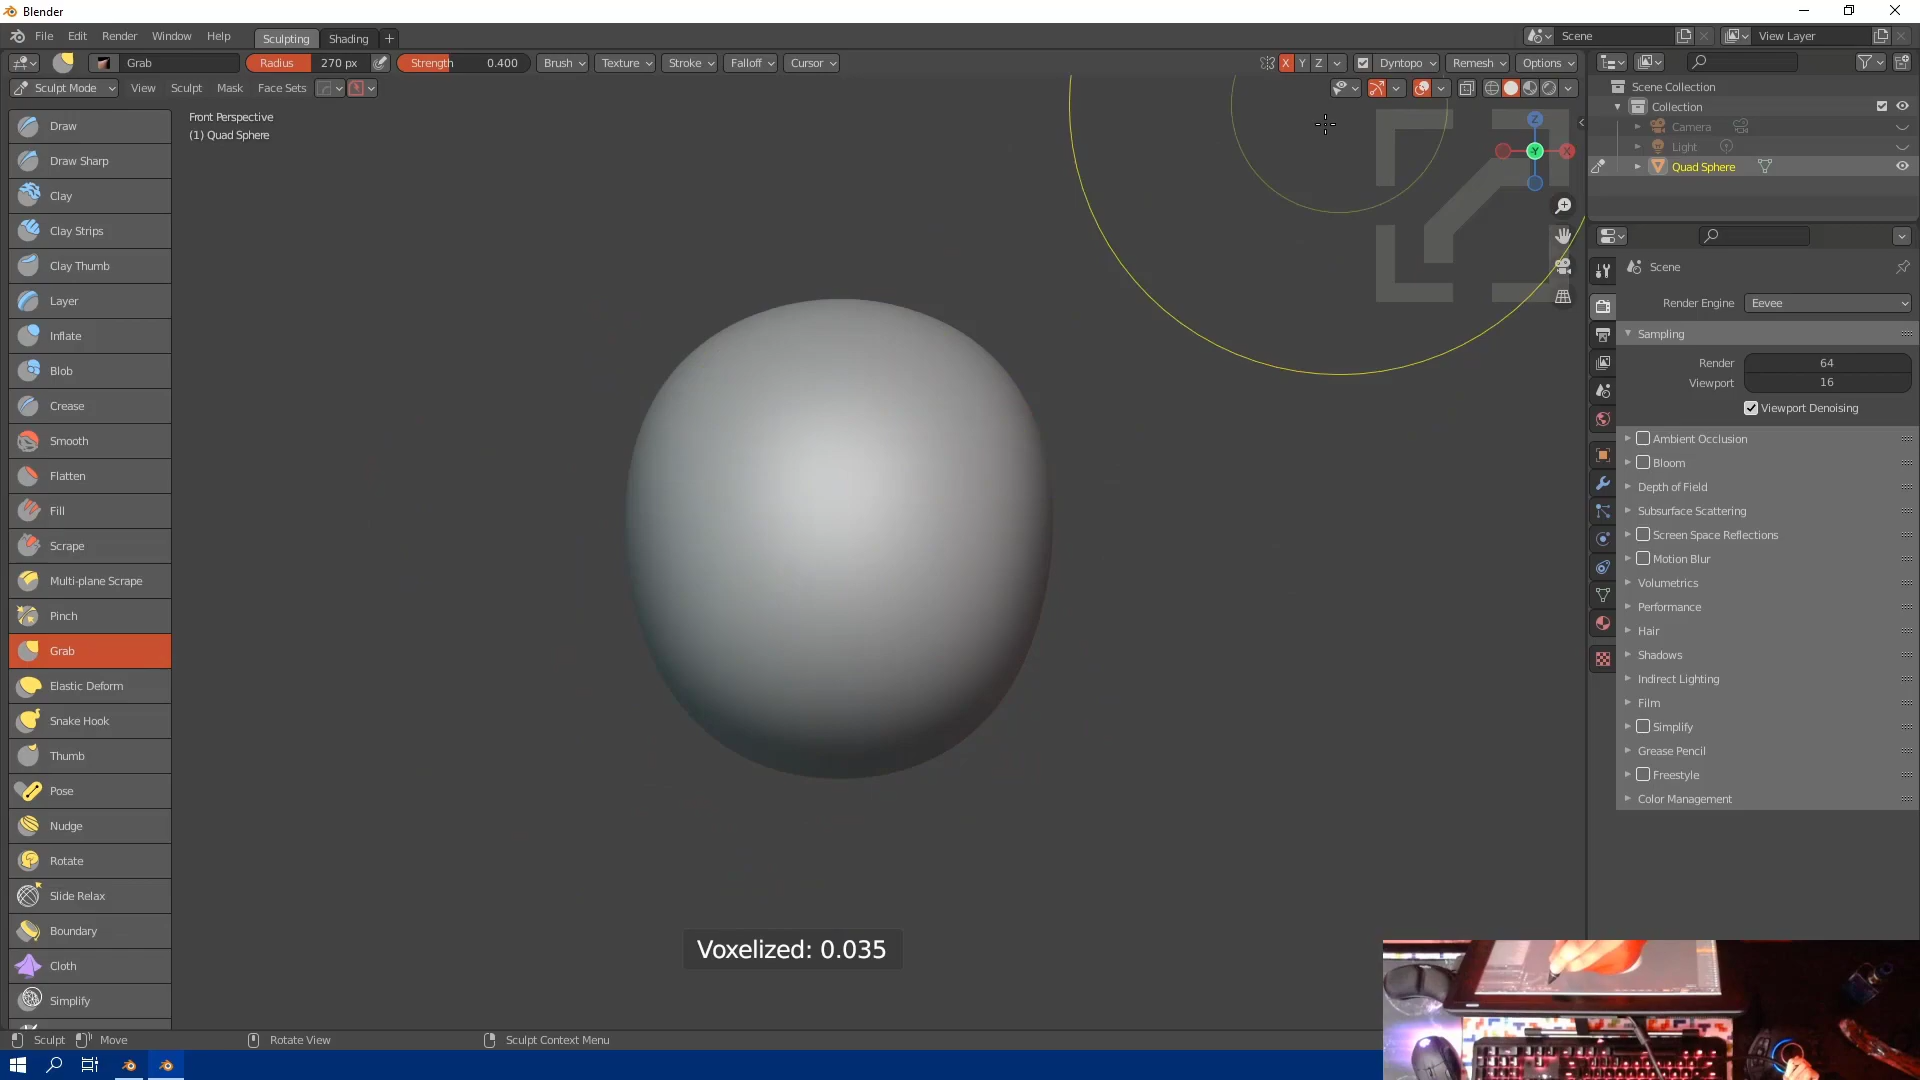 Blender
File Edit Render Window Help Sculpting Shading + Scene View Layer
Grab Radius 270 px Strength 0.400 Brush Texture Stroke Falloff Cursor X Y Z Dyntopo Remesh Options
Sculpt Mode View Sculpt Mask Face Sets
Front Perspective
(1) Quad Sphere
Draw
Draw Sharp
Clay
Clay Strips
Clay Thumb
Layer
Inflate
Blob
Crease
Smooth
Flatten
Fill
Scrape
Multi-plane Scrape
Pinch
Grab
Elastic Deform
Snake Hook
Thumb
Pose
Nudge
Rotate
Slide Relax
Boundary
Cloth
Simplify
Z
-Y
X
Voxelized: 0.035
Scene Collection
Collection
Camera
Light
Quad Sphere
Scene
Render Engine Eevee
Sampling
Render 64
Viewport 16
Viewport Denoising
Ambient Occlusion
Bloom
Depth of Field
Subsurface Scattering
Screen Space Reflections
Motion Blur
Volumetrics
Performance
Hair
Shadows
Indirect Lighting
Film
Simplify
Grease Pencil
Freestyle
Color Management
Sculpt Move Rotate View Sculpt Context Menu